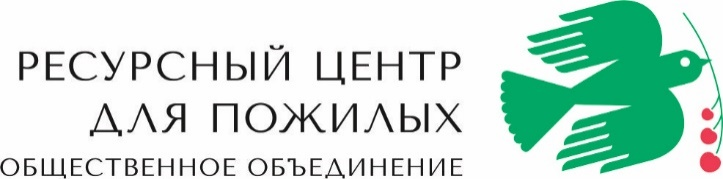 РЕСУРСНЫЙ ЦЕНТР
ДЛЯ ПОЖИЛЫХ
ОБЩЕСТВЕННОЕ ОБЪЕДИНЕНИЕ